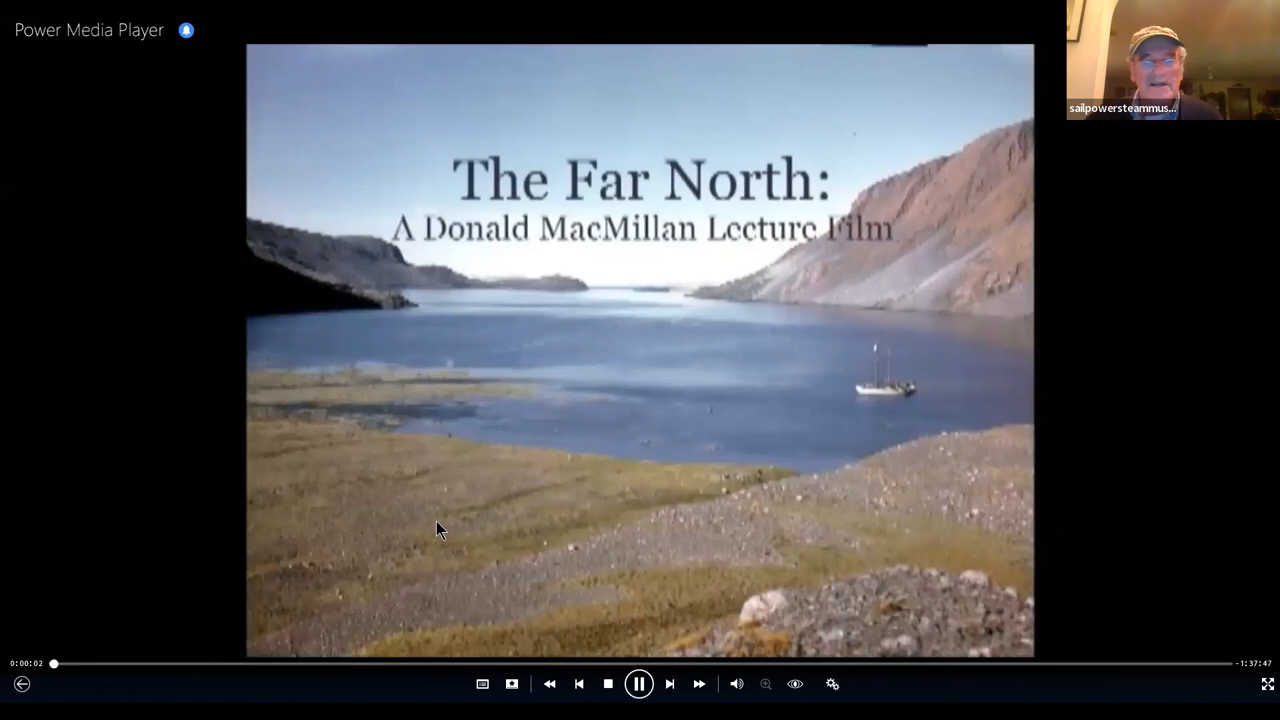 Power Media Player
sailpowersteammus...
The Far North:
A Donald MacMillan Lecture Film
0:00:02
-1:37:47